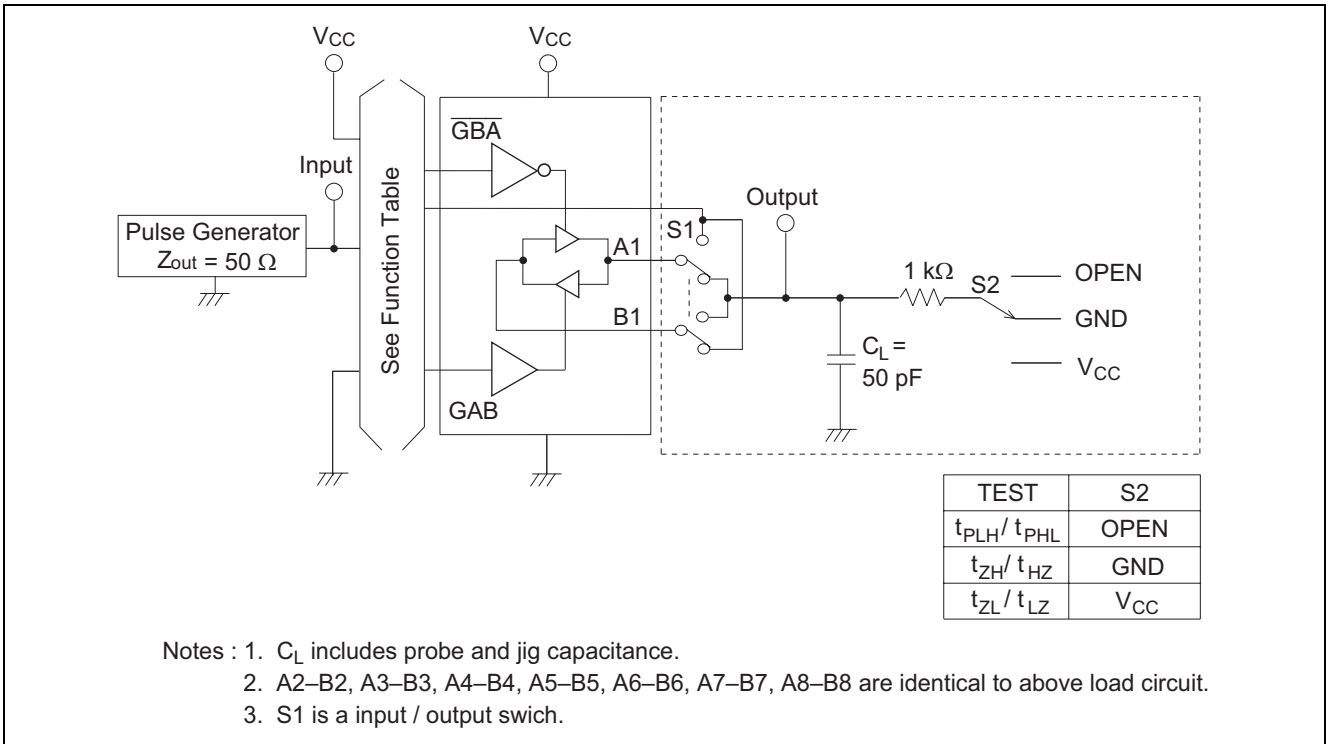 VCC
VCC
GBA
Input
See Function Table
Pulse Generator
Zout = 50 Ω
Output
S1
A1
1 kΩ
S2
OPEN
GND
VCC
B1
CL =
50 pF
GAB
TEST S2
tPLH / tPHL OPEN
tZH / tHZ GND
tZL / tLZ VCC
Notes : 1. CL includes probe and jig capacitance.
2. A2–B2, A3–B3, A4–B4, A5–B5, A6–B6, A7–B7, A8–B8 are identical to above load circuit.
3. S1 is a input / output swich.